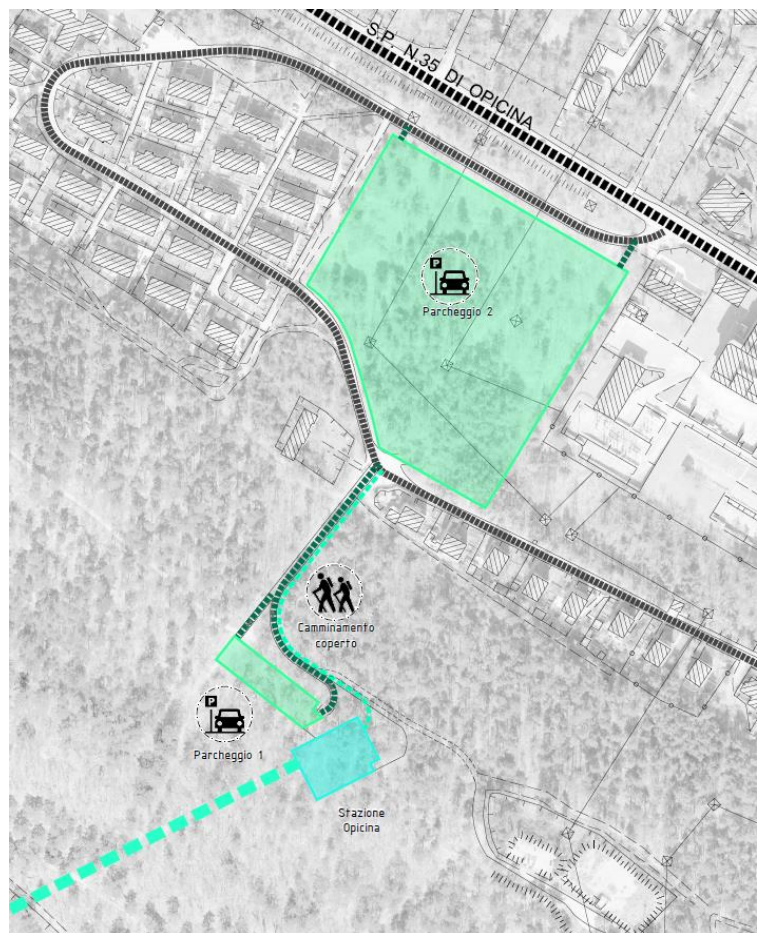 S.P. N.35 DI OPICINA
P
Parcheggio 2
Camminamento
coperto
P
Parcheggio 1
Stazione
Opicina